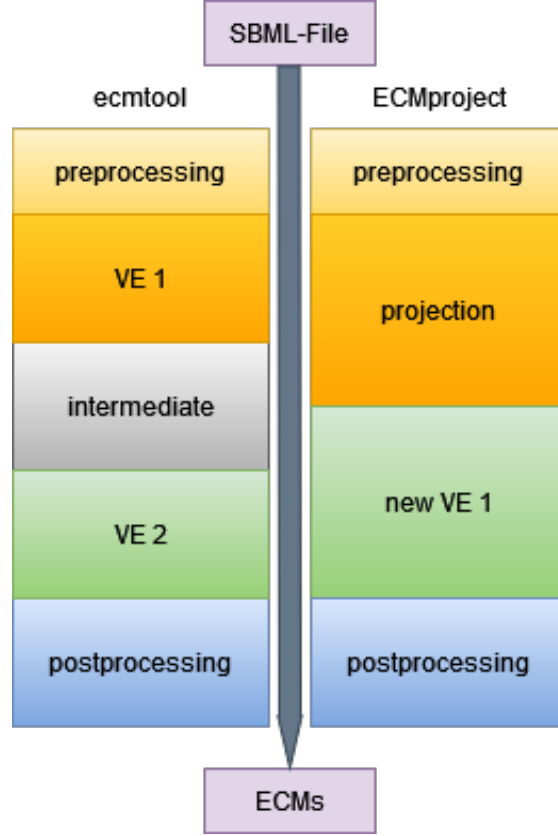 SBML-File
ecmtool
ECMproject
preprocessing
preprocessing
VE 1
projection
intermediate
new VE 1
VE 2
postprocessing
postprocessing
ECMs